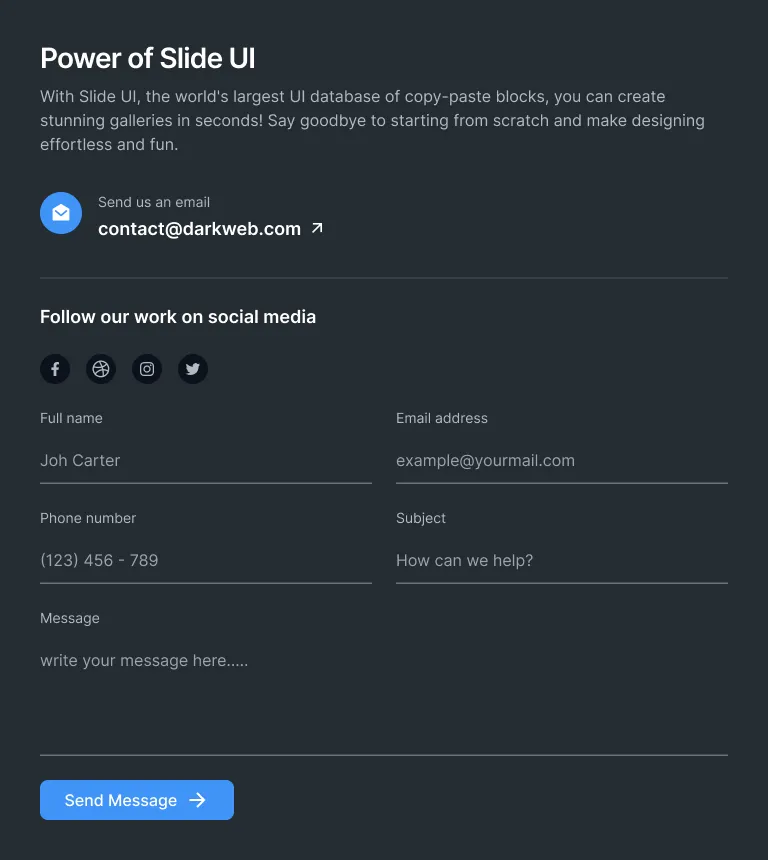 Power of Slide UI
With Slide UI, the world's largest UI database of copy-paste blocks, you can create
stunning galleries in seconds! Say goodbye to starting from scratch and make designing
effortless and fun.
Send us an email
contact@darkweb.com
Follow our work on social media
Full name
Email address
Joh Carter
example@yourmail.com
Phone number
Subject
(123) 456 - 789
How can we help?
Message
write your message here.....
Send Message